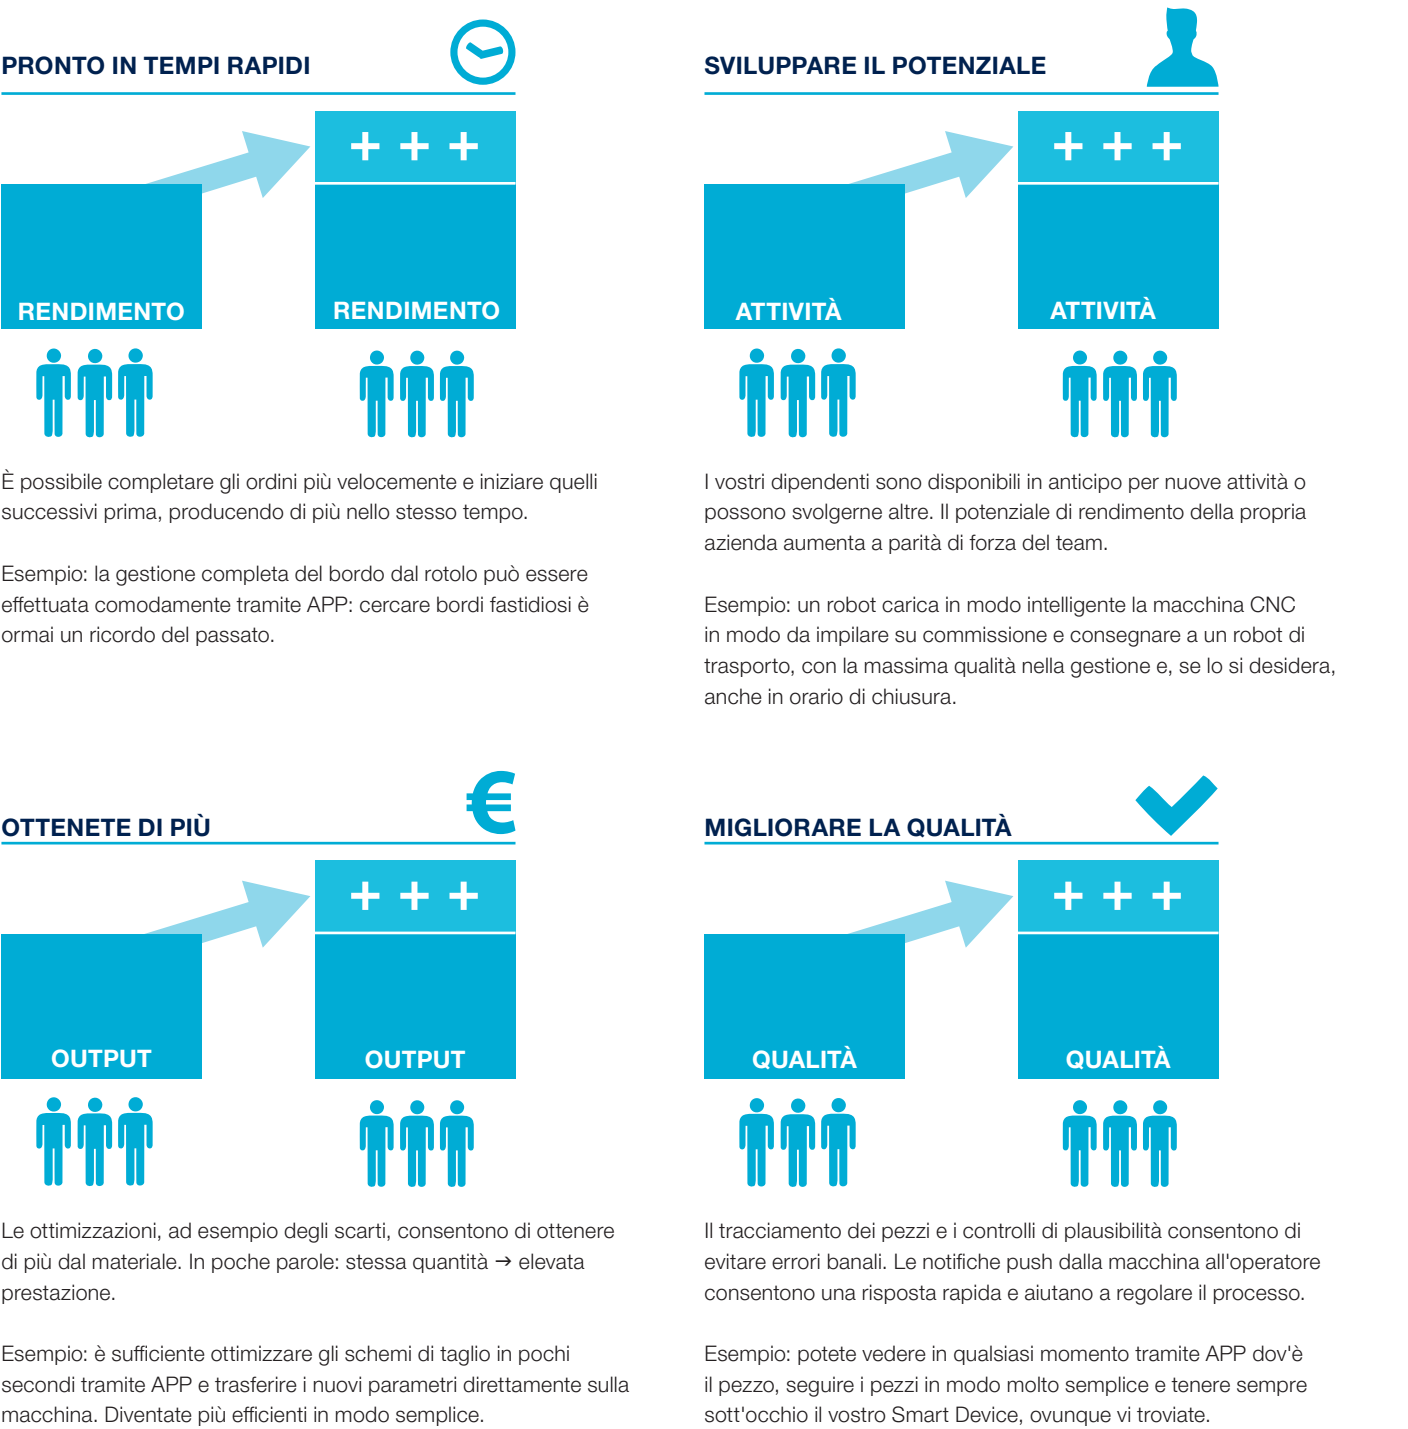 PRONTO IN TEMPI RAPIDI
+ + +
RENDIMENTO
RENDIMENTO
È possibile completare gli ordini più velocemente e iniziare quelli
successivi prima, producendo di più nello stesso tempo.
Esempio: la gestione completa del bordo dal rotolo può essere
effettuata comodamente tramite APP: cercare bordi fastidiosi è
ormai un ricordo del passato.
SVILUPPARE IL POTENZIALE
+ + +
ATTIVITÀ
ATTIVITÀ
I vostri dipendenti sono disponibili in anticipo per nuove attività o
possono svolgerne altre. Il potenziale di rendimento della propria
azienda aumenta a parità di forza del team.
Esempio: un robot carica in modo intelligente la macchina CNC
in modo da impilare su commissione e consegnare a un robot di
trasporto, con la massima qualità nella gestione e, se lo si desidera,
anche in orario di chiusura.
OTTENETE DI PIÙ
€
+ + +
OUTPUT
OUTPUT
Le ottimizzazioni, ad esempio degli scarti, consentono di ottenere
di più dal materiale. In poche parole: stessa quantità → elevata
prestazione.
Esempio: è sufficiente ottimizzare gli schemi di taglio in pochi
secondi tramite APP e trasferire i nuovi parametri direttamente sulla
macchina. Diventate più efficienti in modo semplice.
MIGLIORARE LA QUALITÀ
+ + +
QUALITÀ
QUALITÀ
Il tracciamento dei pezzi e i controlli di plausibilità consentono di
evitare errori banali. Le notifiche push dalla macchina all'operatore
consentono una risposta rapida e aiutano a regolare il processo.
Esempio: potete vedere in qualsiasi momento tramite APP dov'è
il pezzo, seguire i pezzi in modo molto semplice e tenere sempre
sott'occhio il vostro Smart Device, ovunque vi troviate.